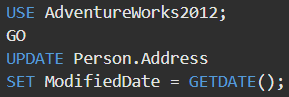 USE AdventureWorks2012;
GO
UPDATE Person.Address
SET ModifiedDate = GETDATE();